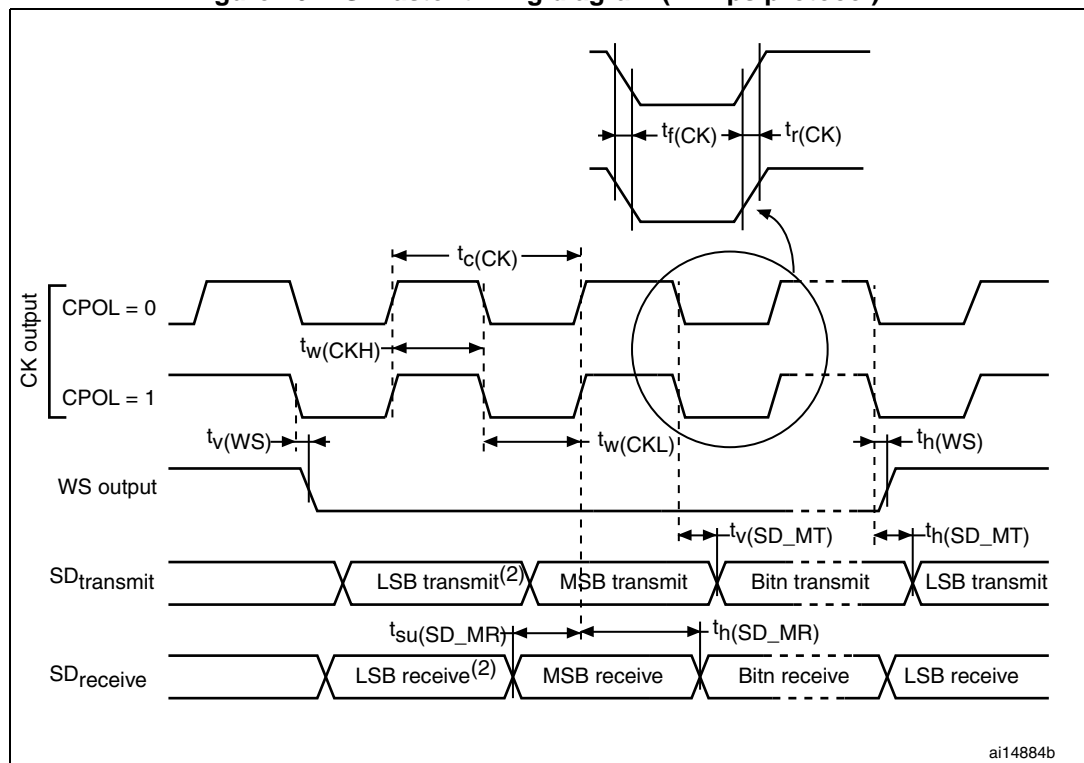 tf(CK) tr(CK)
tc(CK)
CK output
CPOL = 0
tw(CKH)
CPOL = 1
tv(WS) tw(CKL) th(WS)
WS output
tv(SD_MT) th(SD_MT)
SDtransmit LSB transmit(2) MSB transmit Bitn transmit LSB transmit
tsu(SD_MR) th(SD_MR)
SDreceive LSB receive(2) MSB receive Bitn receive LSB receive
ai14884b